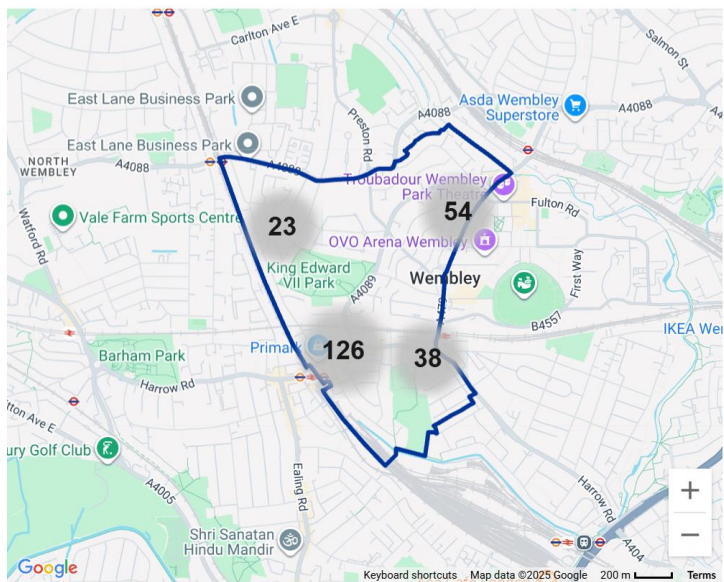 Carlton Ave E
Salmon St
East Lane Business Park
Preston Rd
A4088
Asda Wembley
Superstore
A4088
East Lane Business Park
NORTH
WEMBLEY
A4088
A4088
Troubadour Wembley
Park Theatre
Watford Rd
Vale Farm Sports Centre
23
54
Fulton Rd
OVO Arena Wembley
King Edward
VII Park
A4089
Wembley
First Way
B4557
IKEA Wem
Primark
126
38
Barham Park
Harrow Rd
tton Ave E
ury Golf Club
A4005
Ealing Rd
Harrow Rd
Shri Sanatan
Hindu Mandir
A404
+
−
Google
Keyboard shortcuts Map data ©2025 Google 200 m Terms